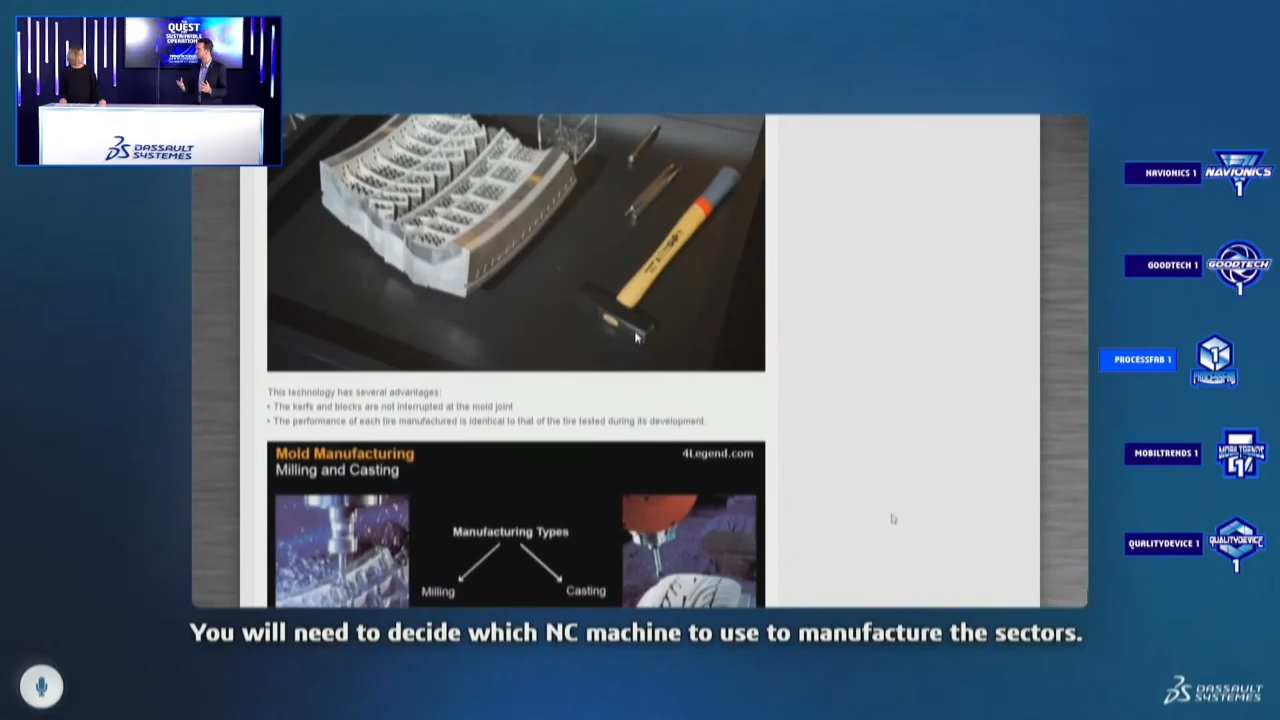 THE
QUEST
SUSTAINABLE
OPERATION
DASSAULT
SYSTEMES
This technology has several advantages:
• The kerfs and blocks are not interrupted at the mold joint
• The performance of each tire manufactured is identical to that of the tire tested during its development.
Mold Manufacturing
4Legend.com
Milling and Casting
Manufacturing Types
Milling
Casting
You will need to decide which NC machine to use to manufacture the sectors.
NAVIONICS 1
NAVIONICS
1
GOODTECH 1
GOODTECH
1
PROCESSFAB 1
1
PROCESSFAB
MOBILTRENDS 1
MOBILTRENDS
1
QUALITYDEVICE 1
QUALITYDEVICE
1
DASSAULT
SYSTEMES